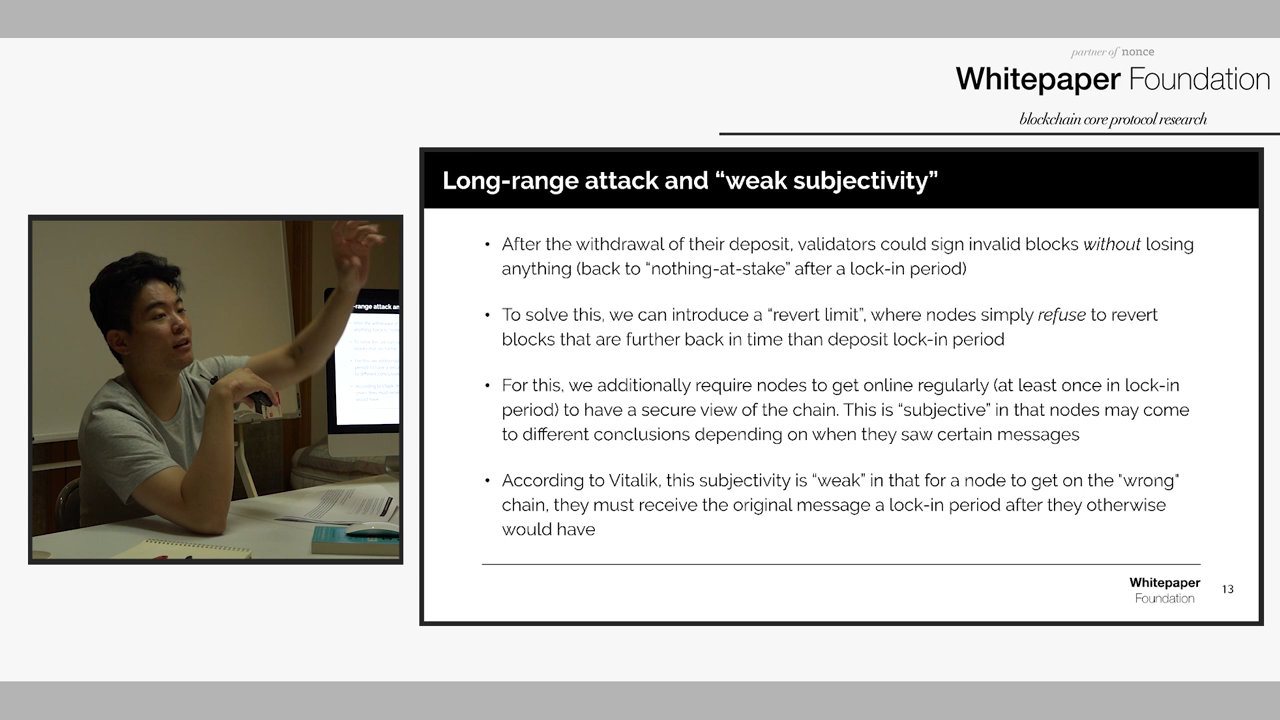 partner of nonce
Whitepaper Foundation
blockchain core protocol research
Long-range attack and “weak subjectivity”
• After the withdrawal of their deposit, validators could sign invalid blocks without losing
anything (back to “nothing-at-stake” after a lock-in period)
• To solve this, we can introduce a “revert limit”, where nodes simply refuse to revert
blocks that are further back in time than deposit lock-in period
• For this, we additionally require nodes to get online regularly (at least once in lock-in
period) to have a secure view of the chain. This is “subjective” in that nodes may come
to different conclusions depending on when they saw certain messages
• According to Vitalik, this subjectivity is “weak” in that for a node to get on the "wrong"
chain, they must receive the original message a lock-in period after they otherwise
would have
Whitepaper
Foundation
13
-range attack an